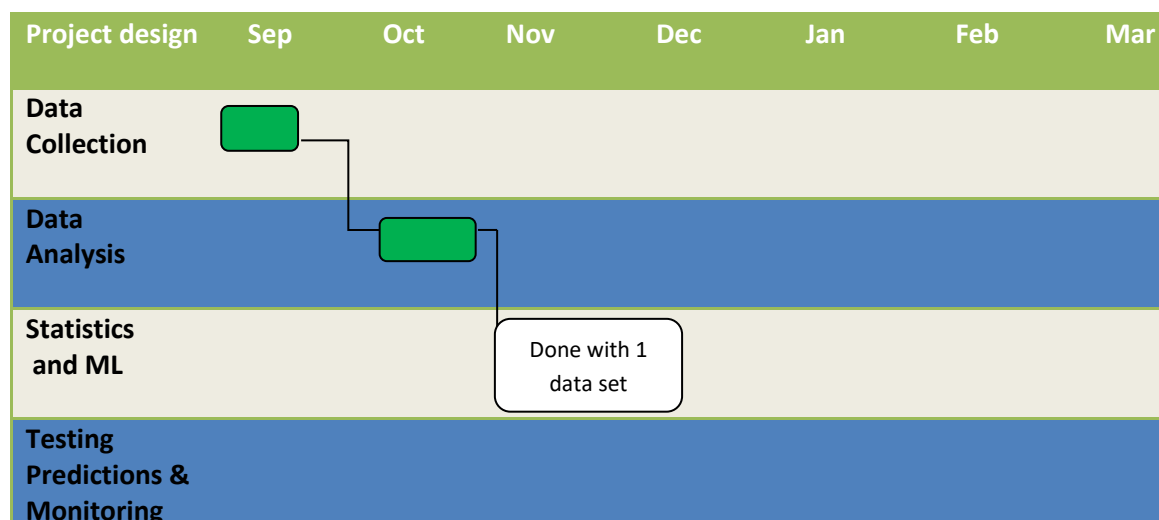 Project design Sep Oct Nov Dec Jan Feb Mar
Data
Collection
Data
Analysis
Statistics
and ML
Done with 1
data set
Testing
Predictions &
Monitoring